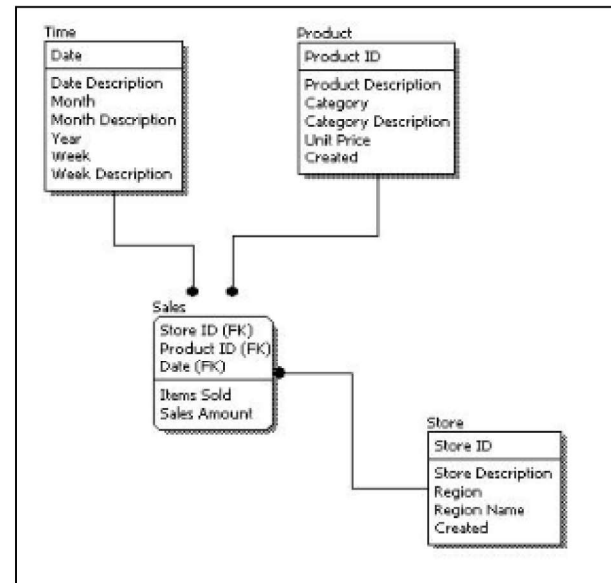 Time
Date
Date Description
Month
Month Description
Year
Week
Week Description
Product
Product ID
Product Description
Category
Category Description
Unit Price
Created
Sales
Store ID (FK)
Product ID (FK)
Date (FK)
Items Sold
Sales Amount
Store
Store ID
Store Description
Region
Region Name
Created